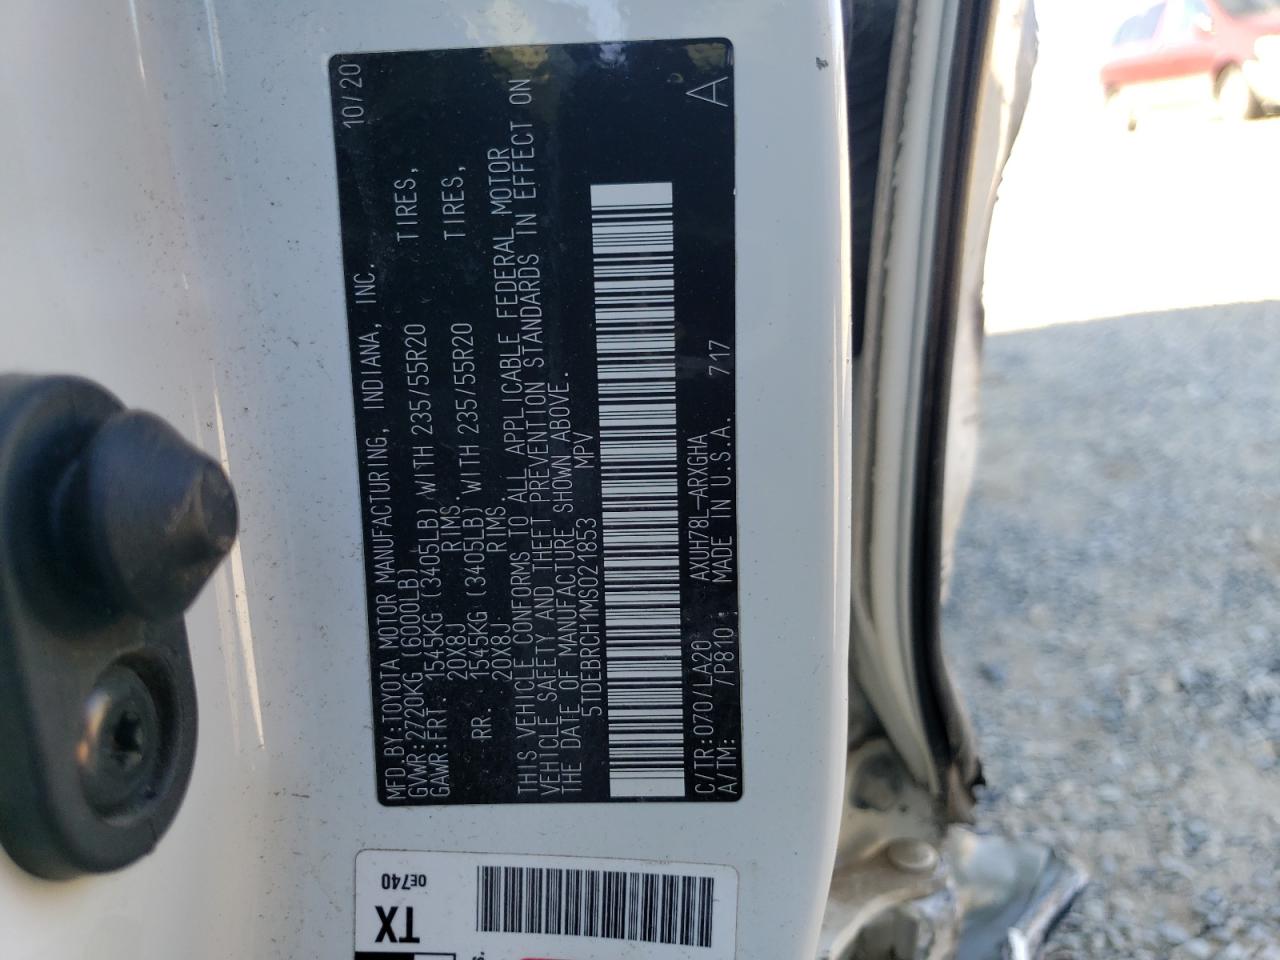 MFD.BY:TOYOTA MOTOR MANUFACTURING, INDIANA, INC. 10/20
GVWR:2720KG (6000LB)
GAWR:FRT. 1545KG (3405LB) WITH 235/55R20 TIRES,
20X8J RIMS.
RR. 1545KG (3405LB) WITH 235/55R20 TIRES,
20X8J RIMS.
THIS VEHICLE CONFORMS TO ALL APPLICABLE FEDERAL MOTOR
VEHICLE SAFETY AND THEFT PREVENTION STANDARDS IN EFFECT ON
THE DATE OF MANUFACTURE SHOWN ABOVE.
5TDEBRCH1MS021853 MPV
C/TR:070/LA20 AXUH78L-ARXGHA A
A/TM: /P810 MADE IN U.S.A. 717
0E740
TX